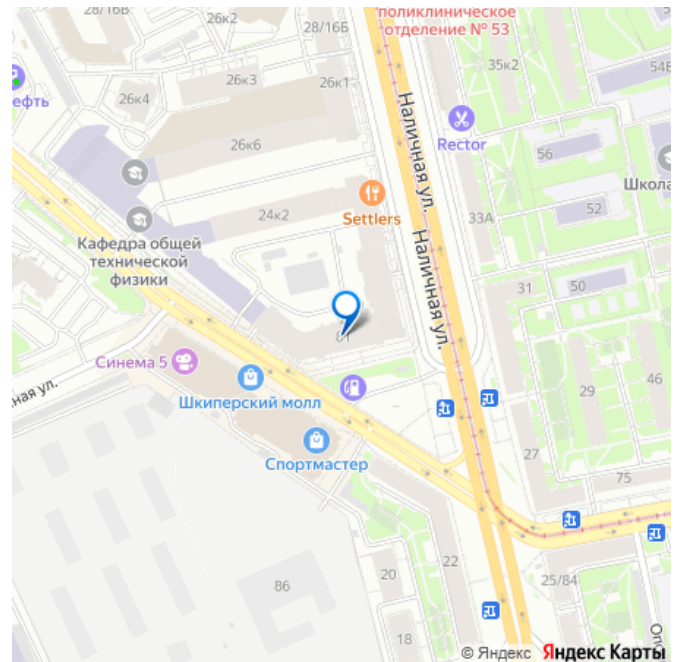 28/16В
26к2
28/16Б
поликлиническое
отделение № 53
35к2
26к3
26к1
54Б
ефть
26к4
Rector
26к6
56
Школа
Наличная ул.
24к2
Settlers
52
33А
Кафедра общей
технической
физики
Наличная ул.
31
50
81
Синема 5
29
46
ная ул.
Шкиперский молл
Спортмастер
27
75
22
86
20
25/84
18
© Яндекс Яндекс Карты